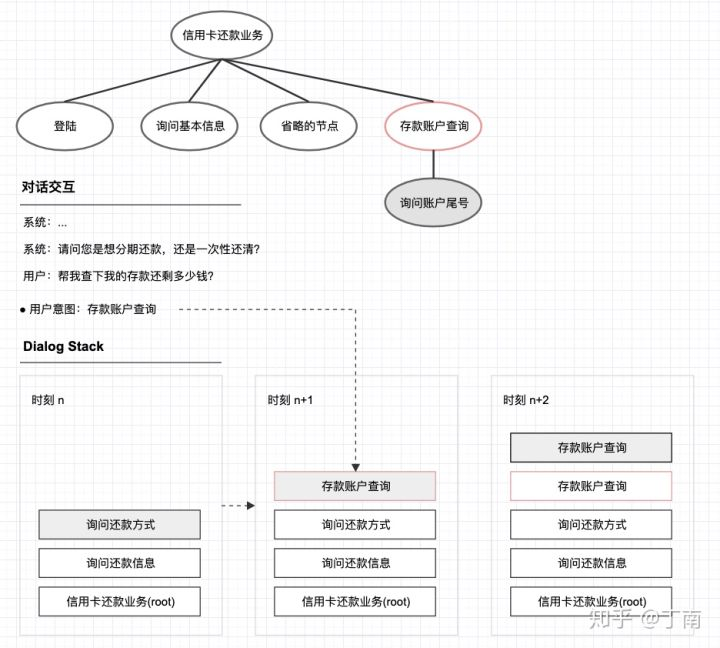 信用卡还款业务
登陆
询问基本信息
省略的节点
存款账户查询
询问账户尾号
对话交互
系统：...
系统：请问您是想分期还款，还是一次性还清？
用户：帮我查下我的存款还剩多少钱？
● 用户意图：存款账户查询
Dialog Stack
时刻 n
询问还款方式
询问还款信息
信用卡还款业务(root)
时刻 n+1
存款账户查询
询问还款方式
询问还款信息
信用卡还款业务(root)
时刻 n+2
存款账户查询
存款账户查询
询问还款方式
询问还款信息
信用卡还款业务(root)
知乎 @丁南